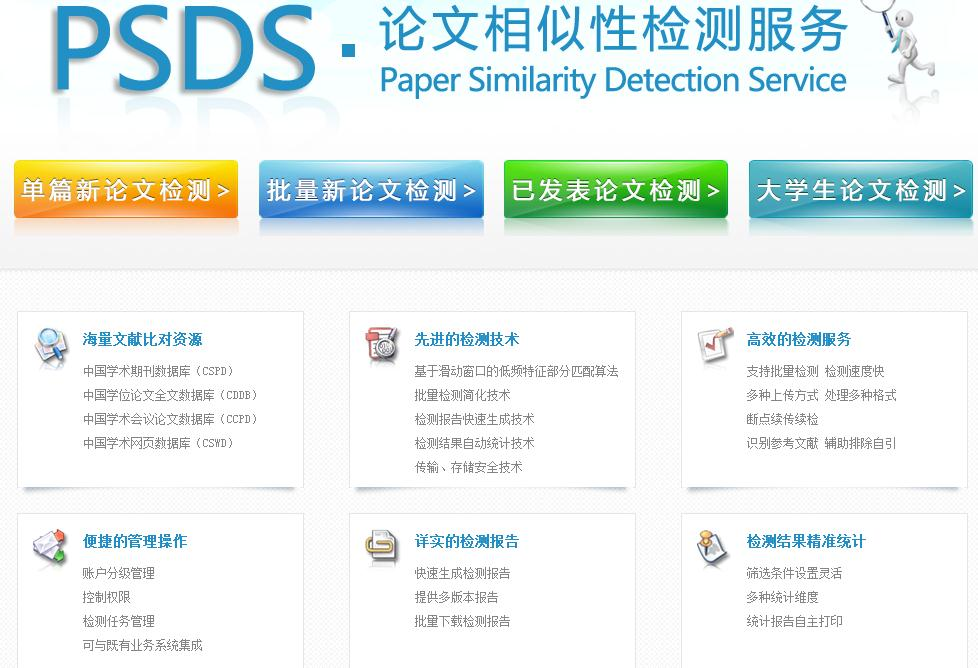 PSDS · 论文相似性检测服务
Paper Similarity Detection Service
单篇新论文检测>
批量新论文检测>
已发表论文检测>
大学生论文检测>
海量文献比对资源
中国学术期刊数据库（CSPD）
中国学位论文全文数据库（CDDB）
中国学术会议论文数据库（CCPD）
中国学术网页数据库（CSWD）
先进的检测技术
基于滑动窗口的低频特征部分匹配算法
批量检测简化技术
检测报告快速生成技术
检测结果自动统计技术
传输、存储安全技术
高效的检测服务
支持批量检测 检测速度快
多种上传方式 处理多种格式
断点续传续检
识别参考文献 辅助排除自引
便捷的管理操作
账户分级管理
控制权限
检测任务管理
可与既有业务系统集成
详实的检测报告
快速生成检测报告
提供多版本报告
批量下载检测报告
检测结果精准统计
筛选条件设置灵活
多种统计维度
统计报告自主打印